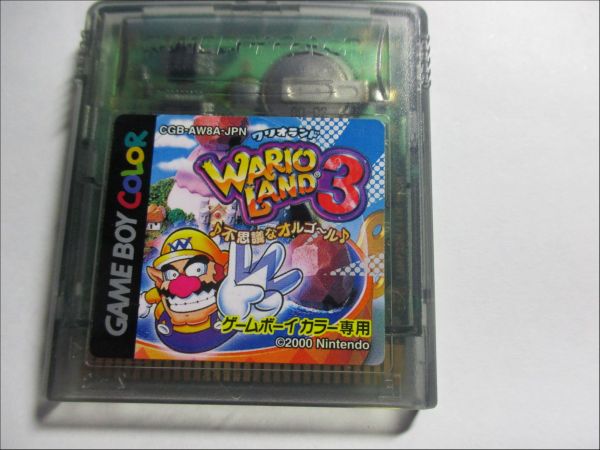 CGB-AW8A-JPN
ワリオランド
WARIO
LAND® 3
♪不思議なオルゴ〜ル♪
GAME BOY COLOR
ゲームボーイカラー専用
©2000 Nintendo